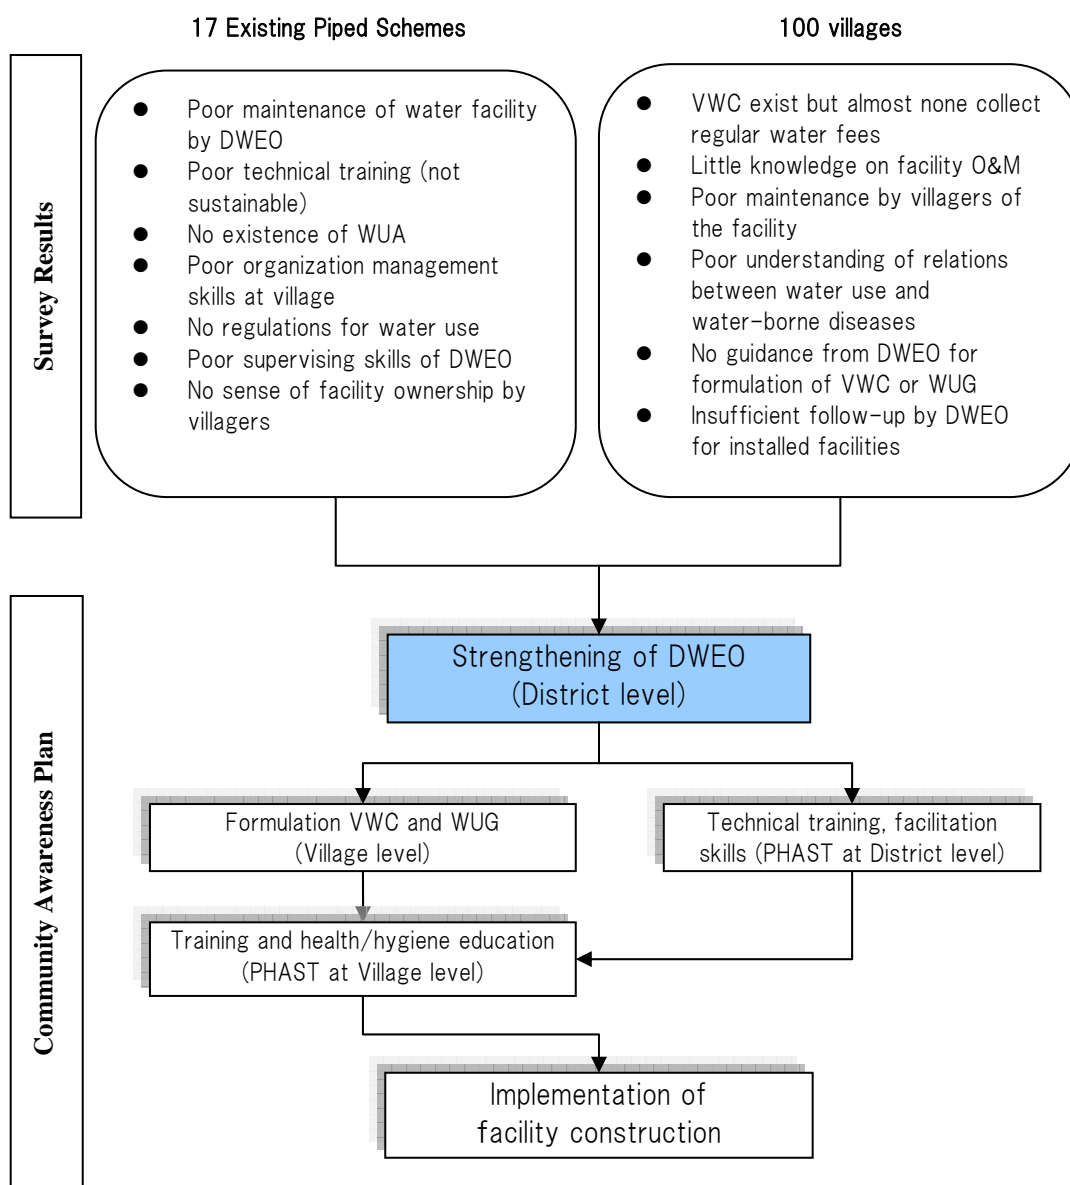 17 Existing Piped Schemes
100 villages
Survey Results
● Poor maintenance of water facility
by DWEO
● Poor technical training (not
sustainable)
● No existence of WUA
● Poor organization management
skills at village
● No regulations for water use
● Poor supervising skills of DWEO
● No sense of facility ownership by
villagers
● VWC exist but almost none collect
regular water fees
● Little knowledge on facility O&M
● Poor maintenance by villagers of
the facility
● Poor understanding of relations
between water use and
water-borne diseases
● No guidance from DWEO for
formulation of VWC or WUG
● Insufficient follow-up by DWEO
for installed facilities
Community Awareness Plan
Strengthening of DWEO
(District level)
Formulation VWC and WUG
(Village level)
Technical training, facilitation
skills (PHAST at District level)
Training and health/hygiene education
(PHAST at Village level)
Implementation of
facility construction